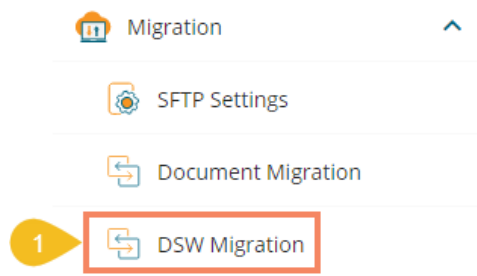 Migration
SFTP Settings
Document Migration
1
DSW Migration